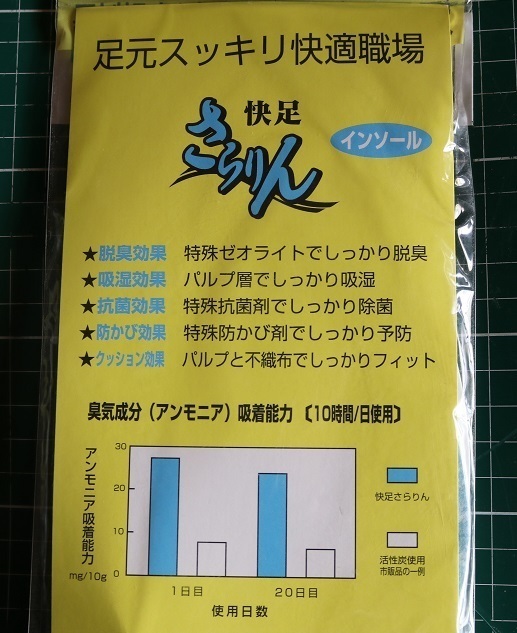 足元スッキリ快適職場
快足
さらりん
インソール
★脱臭効果 特殊ゼオライトでしっかり脱臭
★吸湿効果 パルプ層でしっかり吸湿
★抗菌効果 特殊抗菌剤でしっかり除菌
★防かび効果 特殊防かび剤でしっかり予防
★クッション効果 パルプと不織布でしっかりフィット
臭気成分（アンモニア）吸着能力 〔10時間/日使用〕
アンモニア吸着能力
mg/10g
30
20
10
0
1日目 20日目
使用日数
快足さらりん
活性炭使用
市販品の一例